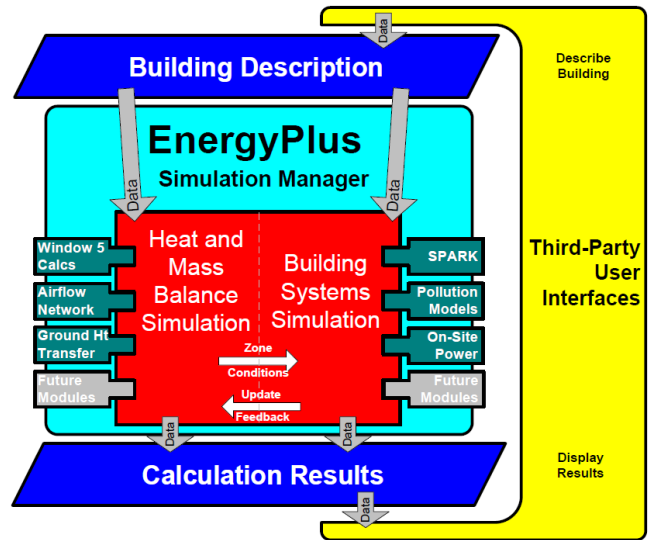 Data
Building Description
Describe
Building
EnergyPlus
Simulation Manager
Data
Data
Heat and
Mass
Balance
Simulation
Building
Systems
Simulation
Window 5
Calcs
Airflow
Network
Ground Ht
Transfer
Future
Modules
SPARK
Pollution
Models
On-Site
Power
Future
Modules
Zone
Conditions
Update
Feedback
Third-Party
User
Interfaces
Data
Data
Calculation Results
Display
Results
Data